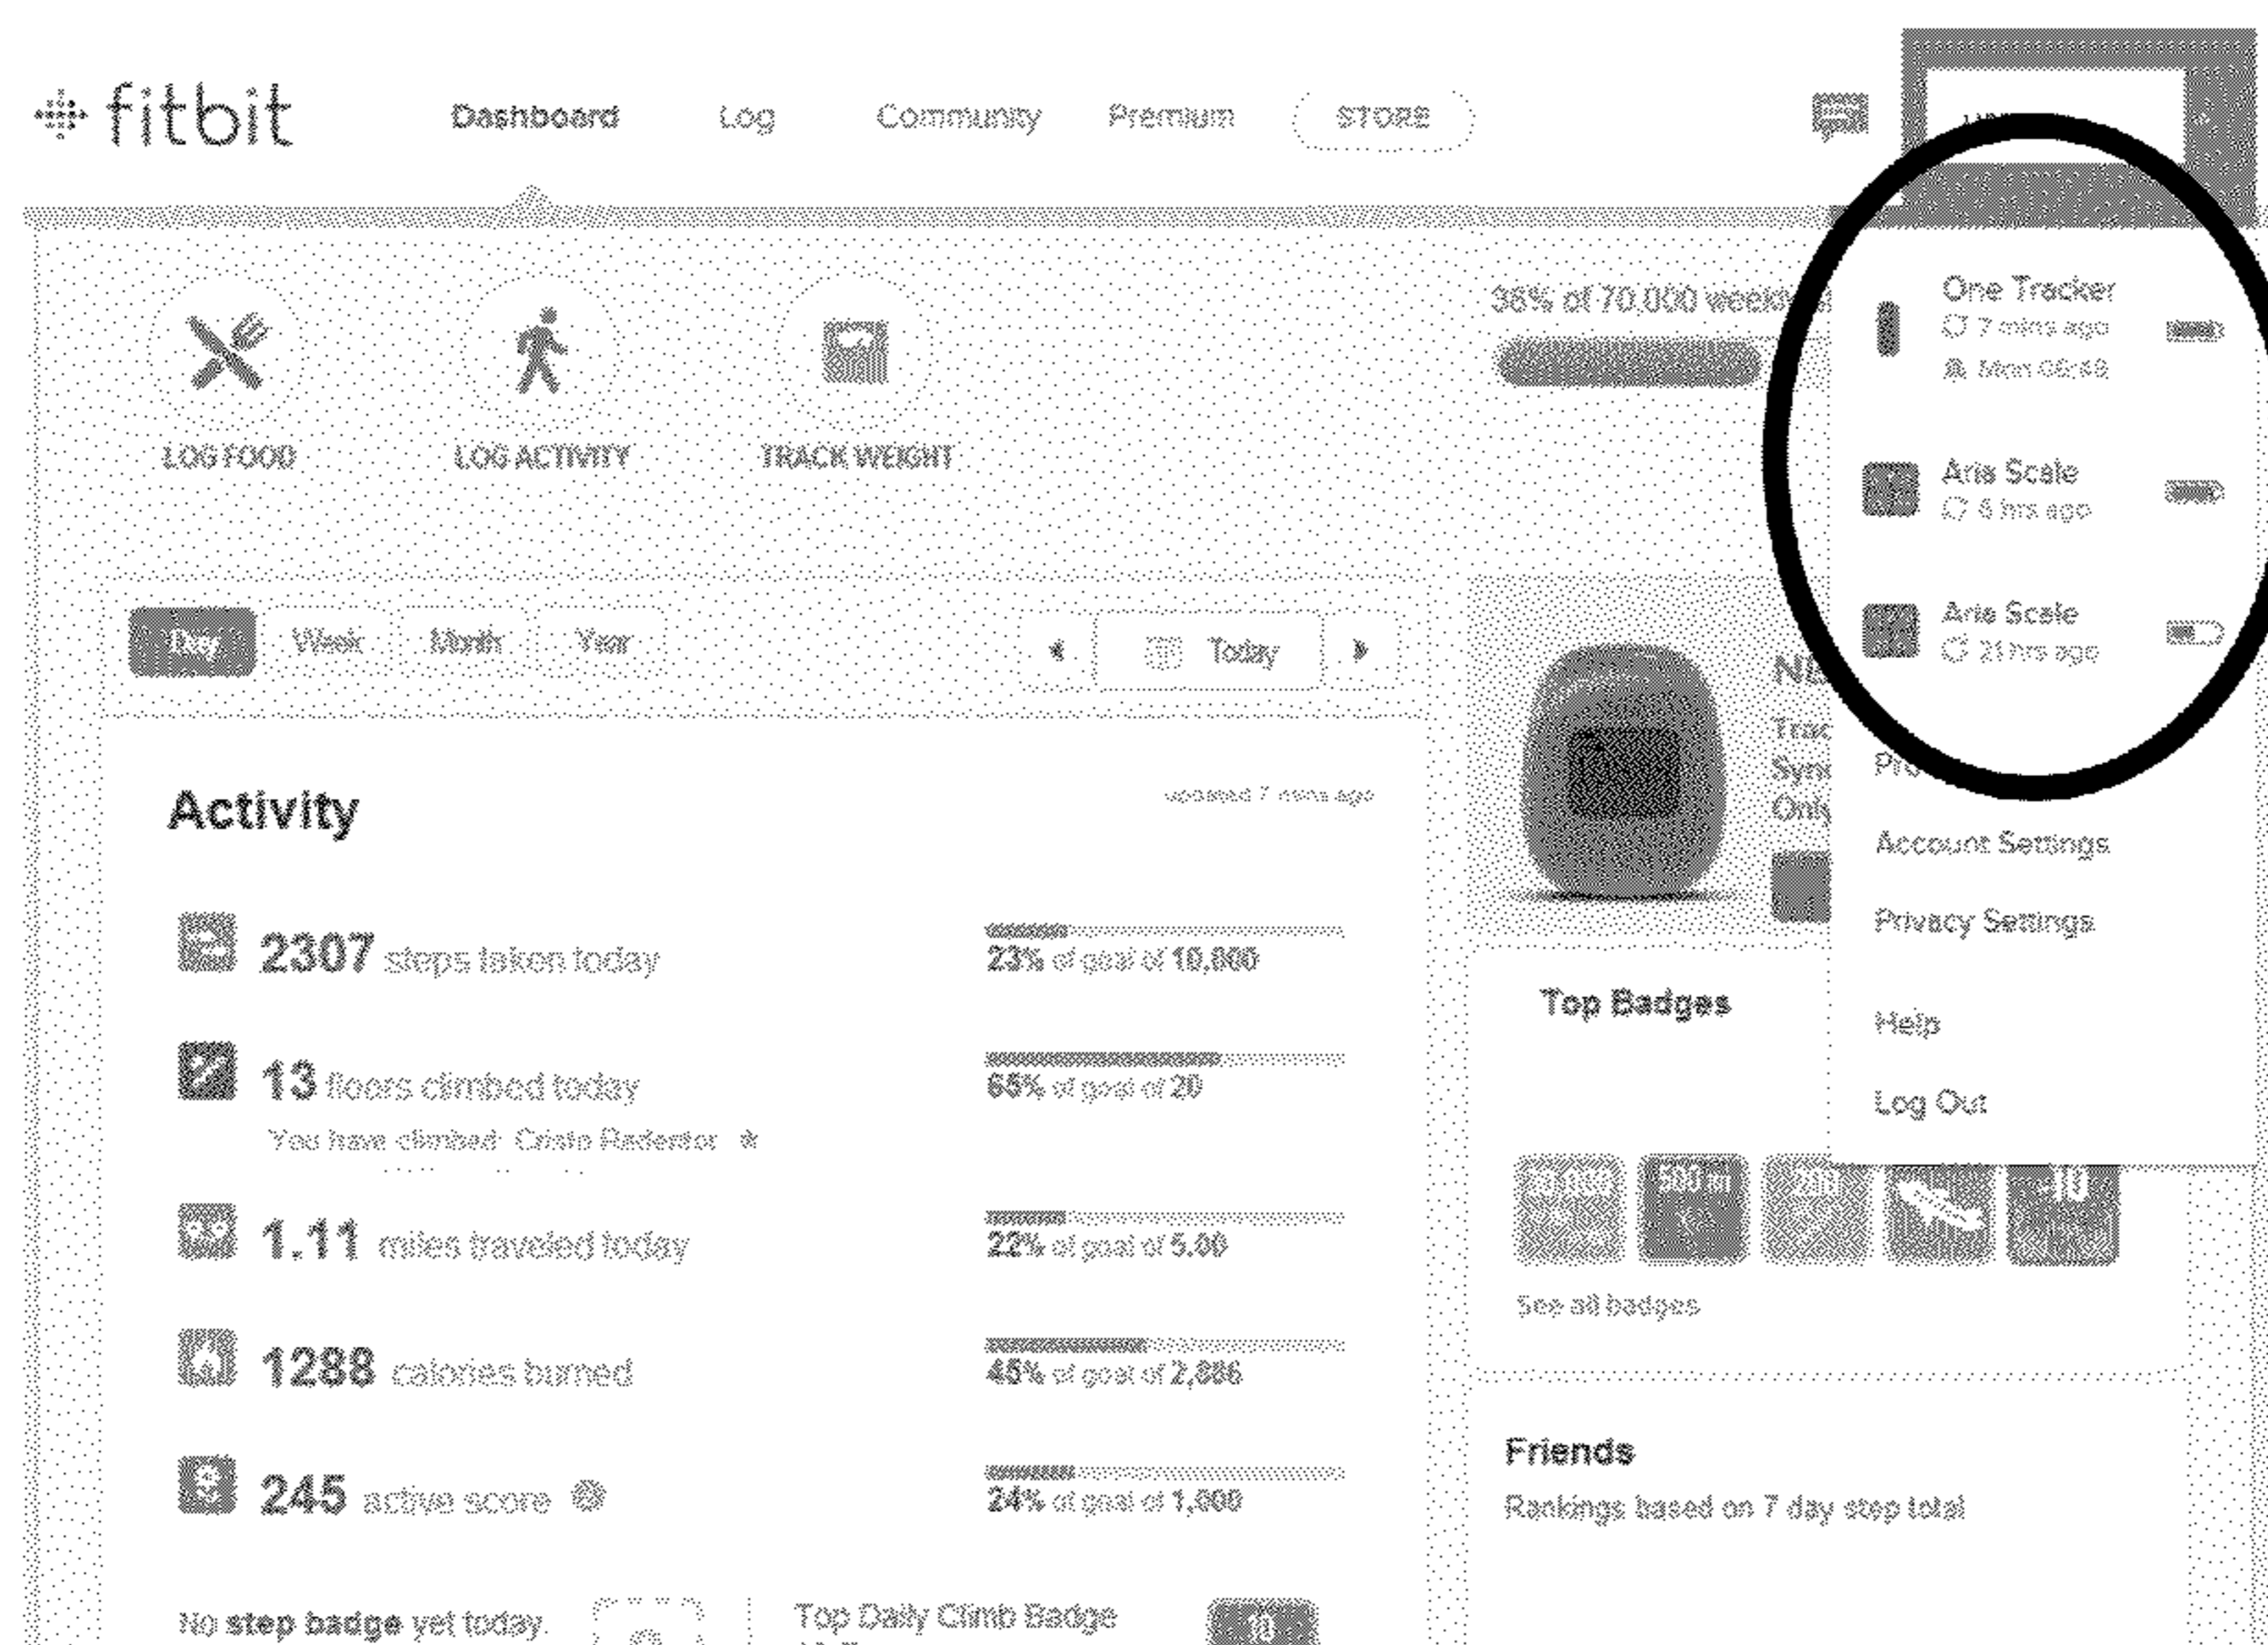 fitbit
Dashboard
Log
Community
Premium
STORE
36% of 70,000
LOG FOOD
LOG ACTIVITY
TRACK WEIGHT
One Tracker
7 mins ago
Mon
Aria Scale
hrs ago
Aria Scale
21 hrs ago
Account Settings
Privacy Settings
Help
Log Out
Day
Week
Month
Year
Today
Activity
updated 7 mins ago
2307 steps taken today
23% of goal of 10,000
13 floors climbed today
65% of goal of 20
You have climbed: Cristo Redentor
1.11 miles traveled today
22% of goal of 5.00
1288 calories burned
45% of goal of 2,886
245 active score
24% of goal of 1,000
No step badge yet today.
Top Daily Climb Badge
Top Badges
500 mi
200
10
See all badges
Friends
Rankings based on 7 day step total